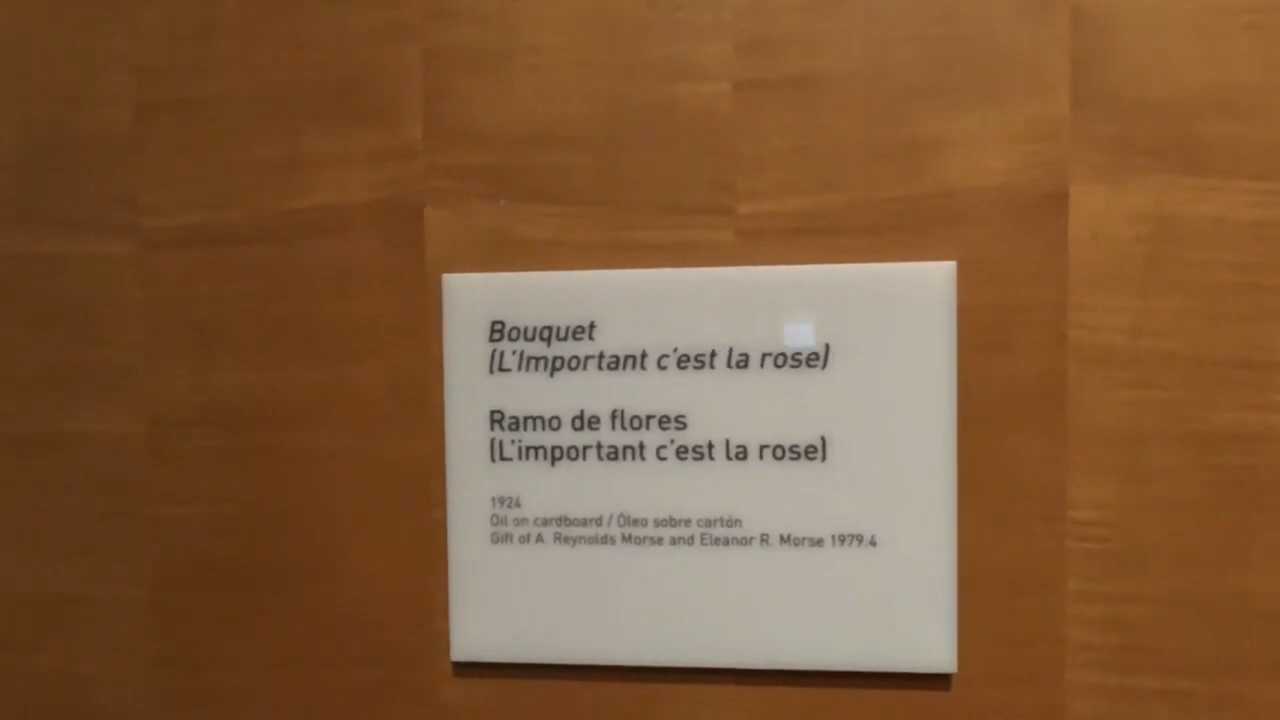 Bouquet
(L'Important c'est la rose)
Ramo de flores
(L'important c'est la rose)
1924
Oil on cardboard / Óleo sobre cartón
Gift of A. Reynolds Morse and Eleanor R. Morse 1979.4